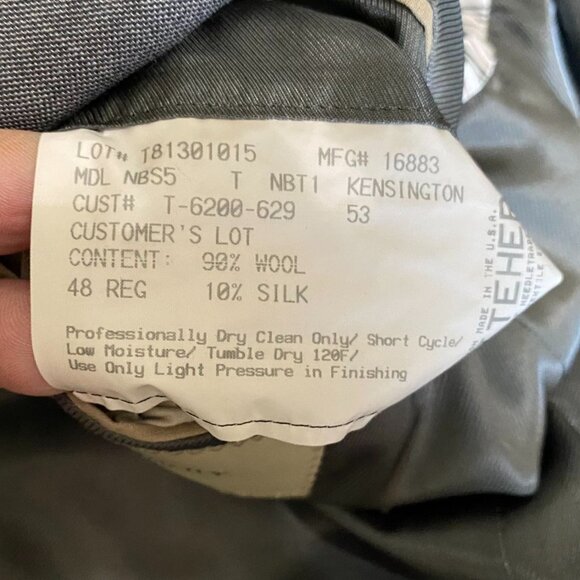 LOT# T81301015 MFG# 16883
MDL NBS5 T NBT1 KENSINGTON
CUST# T-6200-629 53
CUSTOMER'S LOT
CONTENT: 90% WOOL
48 REG 10% SILK
Professionally Dry Clean Only/ Short Cycle/
Low Moisture/ Tumble Dry 120F/
Use Only Light Pressure in Finishing
MADE IN THE U.S.A.